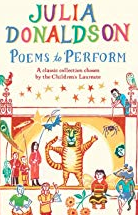 JULIA
DONALDSON
POEMS to PERFORM
A classic collection chosen
by the Children's Laureate